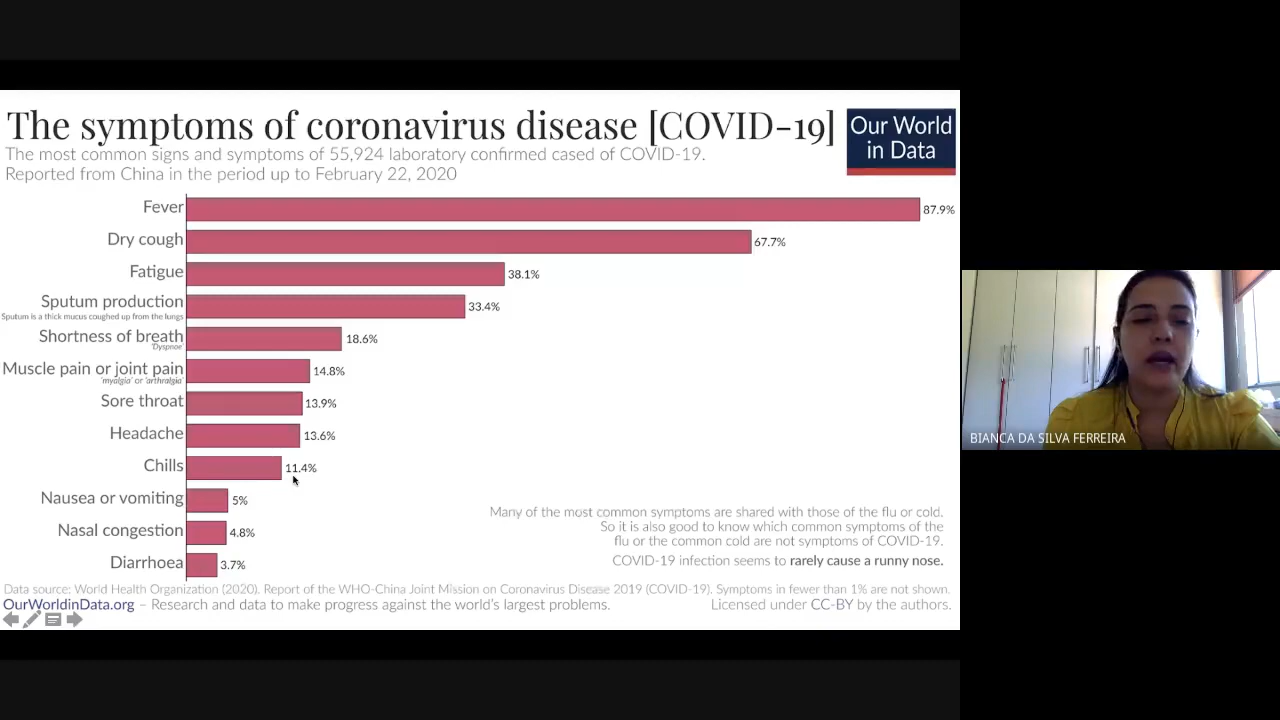 The symptoms of coronavirus disease [COVID-19]
Our World
in Data
The most common signs and symptoms of 55,924 laboratory confirmed cased of COVID-19.
Reported from China in the period up to February 22, 2020
Fever 87.9%
Dry cough 67.7%
Fatigue 38.1%
Sputum production 33.4%
Sputum is a thick mucus coughed up from the lungs
Shortness of breath 18.6%
'Dyspnoe'
Muscle pain or joint pain 14.8%
'myalgia' or 'arthralgia'
Sore throat 13.9%
Headache 13.6%
Chills 11.4%
Nausea or vomiting 5%
Nasal congestion 4.8%
Diarrhoea 3.7%
Many of the most common symptoms are shared with those of the flu or cold.
So it is also good to know which common symptoms of the
flu or the common cold are not symptoms of COVID-19.
COVID-19 infection seems to rarely cause a runny nose.
Data source: World Health Organization (2020). Report of the WHO-China Joint Mission on Coronavirus Disease 2019 (COVID-19). Symptoms in fewer than 1% are not shown.
OurWorldinData.org – Research and data to make progress against the world's largest problems.
Licensed under CC-BY by the authors.
BIANCA DA SILVA FERREIRA